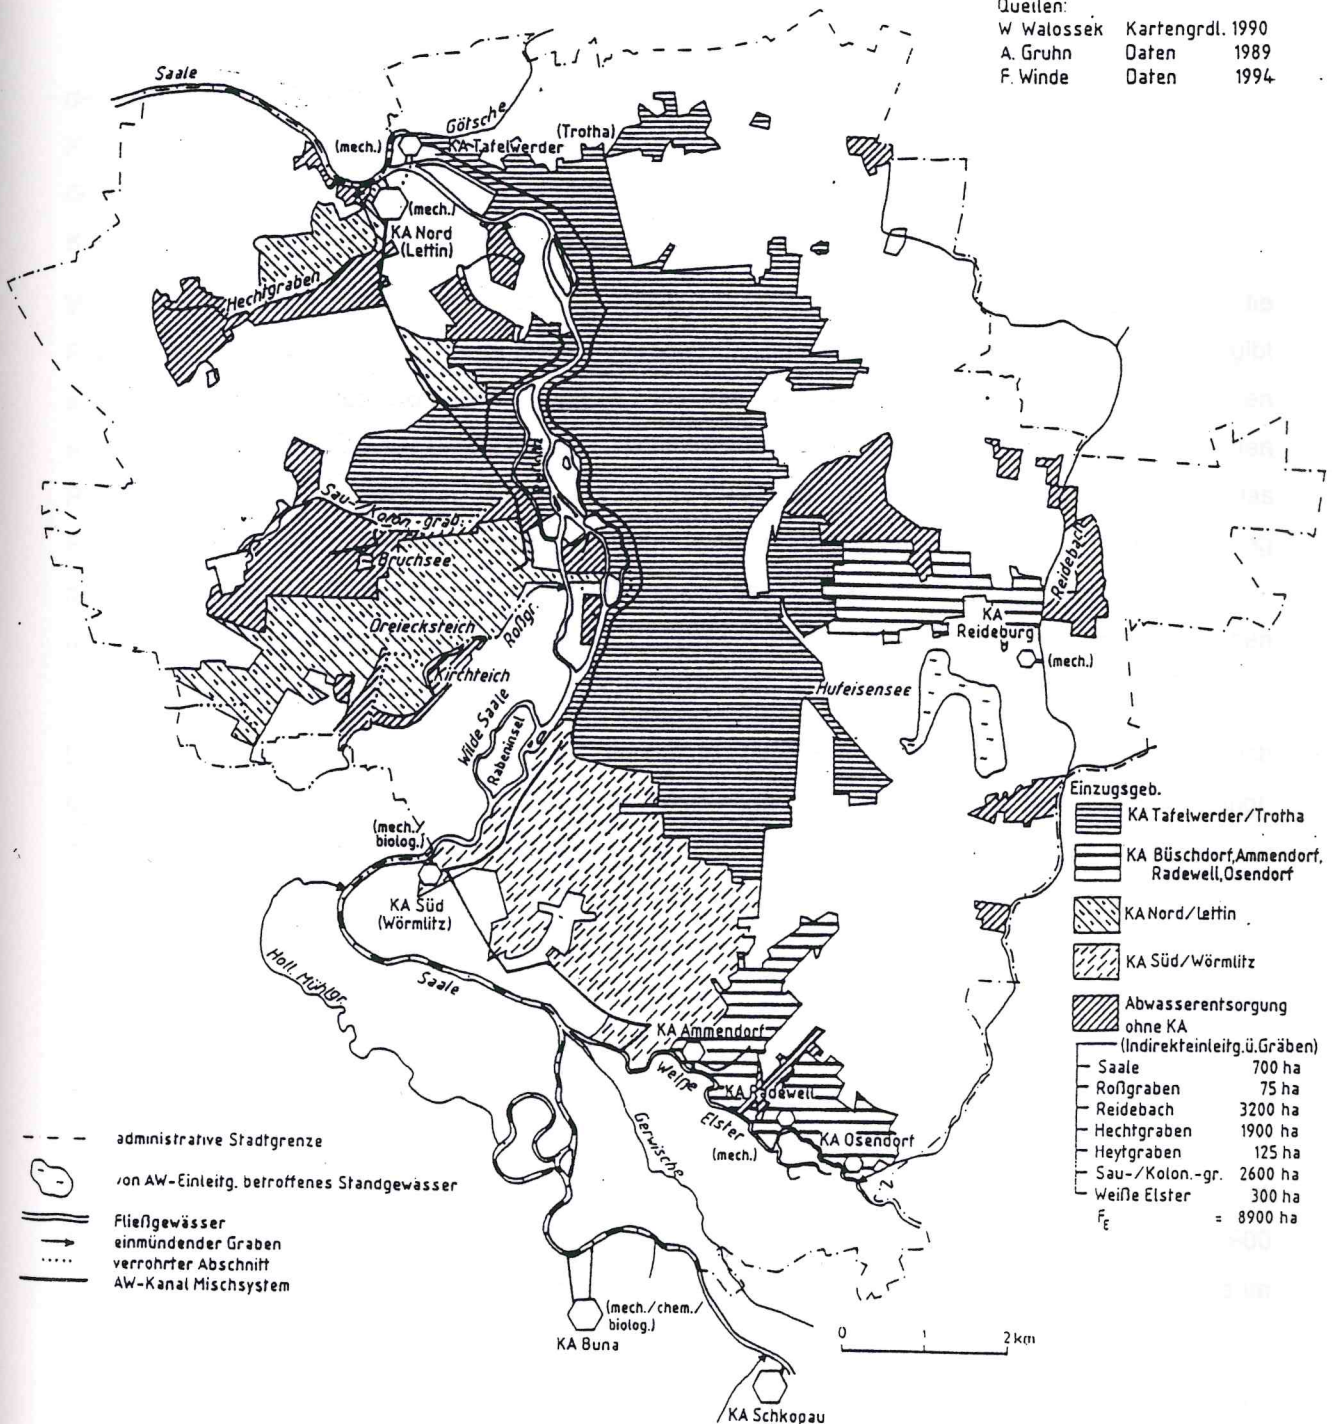 Quellen:
W Walossek Kartengrdl. 1990
A. Gruhn Daten 1989
F. Winde Daten 1994
Saale
Götsche
(mech.)
KA Tafelwerder
(Trotha)
(mech.)
KA Nord
(Lettin)
Hechtgraben
Sau-/Kolon-grab.
Bruchsee
Reidebach
KA
Reideburg
(mech.)
Dreiecksteich
Roßgr.
Kirchteich
Hufeisensee
Wilde Saale
Rabeninsel
(mech./
biolog.)
KA Süd
(Wörmlitz)
Holl. Mühlgr.
Saale
KA Ammendorf
Weiße
Elster
KA Radewell
(mech.)
KA Osendorf
Gerwische
(mech./chem./
biolog.)
KA Buna
KA Schkopau
0 1 2 km
Einzugsgeb.
KA Tafelwerder/Trotha
KA Büschdorf,Ammendorf,
Radewell,Osendorf
KA Nord/Lettin
KA Süd/Wörmlitz
Abwasserentsorgung
ohne KA
(Indirekteinleitg.ü.Gräben)
Saale 700 ha
Roßgraben 75 ha
Reidebach 3200 ha
Hechtgraben 1900 ha
Heytgraben 125 ha
Sau-/Kolon.-gr. 2600 ha
Weiße Elster 300 ha
F_E = 8900 ha
administrative Stadtgrenze
von AW-Einleitg. betroffenes Standgewässer
Fließgewässer
einmündender Graben
verrohrter Abschnitt
AW-Kanal Mischsystem